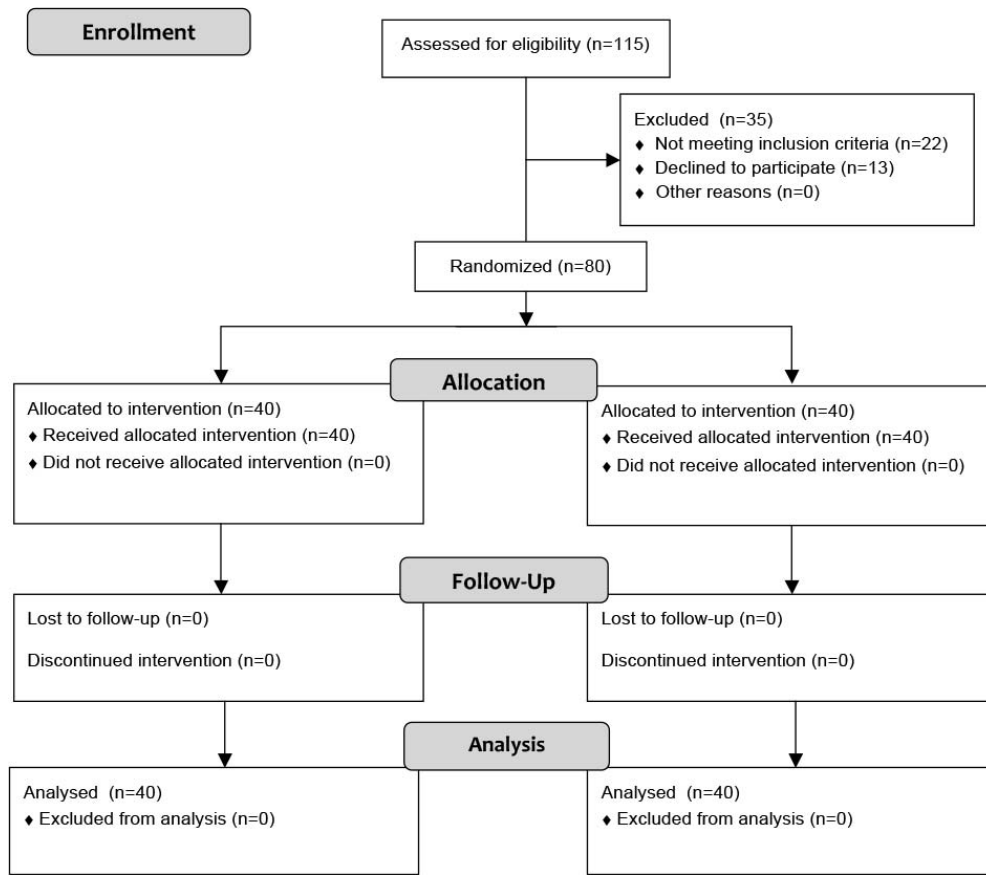 Enrollment
Assessed for eligibility (n=115)
Excluded (n=35)
♦ Not meeting inclusion criteria (n=22)
♦ Declined to participate (n=13)
♦ Other reasons (n=0)
Randomized (n=80)
Allocation
Allocated to intervention (n=40)
♦ Received allocated intervention (n=40)
♦ Did not receive allocated intervention (n=0)
Allocated to intervention (n=40)
♦ Received allocated intervention (n=40)
♦ Did not receive allocated intervention (n=0)
Follow-Up
Lost to follow-up (n=0)
Discontinued intervention (n=0)
Lost to follow-up (n=0)
Discontinued intervention (n=0)
Analysis
Analysed (n=40)
♦ Excluded from analysis (n=0)
Analysed (n=40)
♦ Excluded from analysis (n=0)